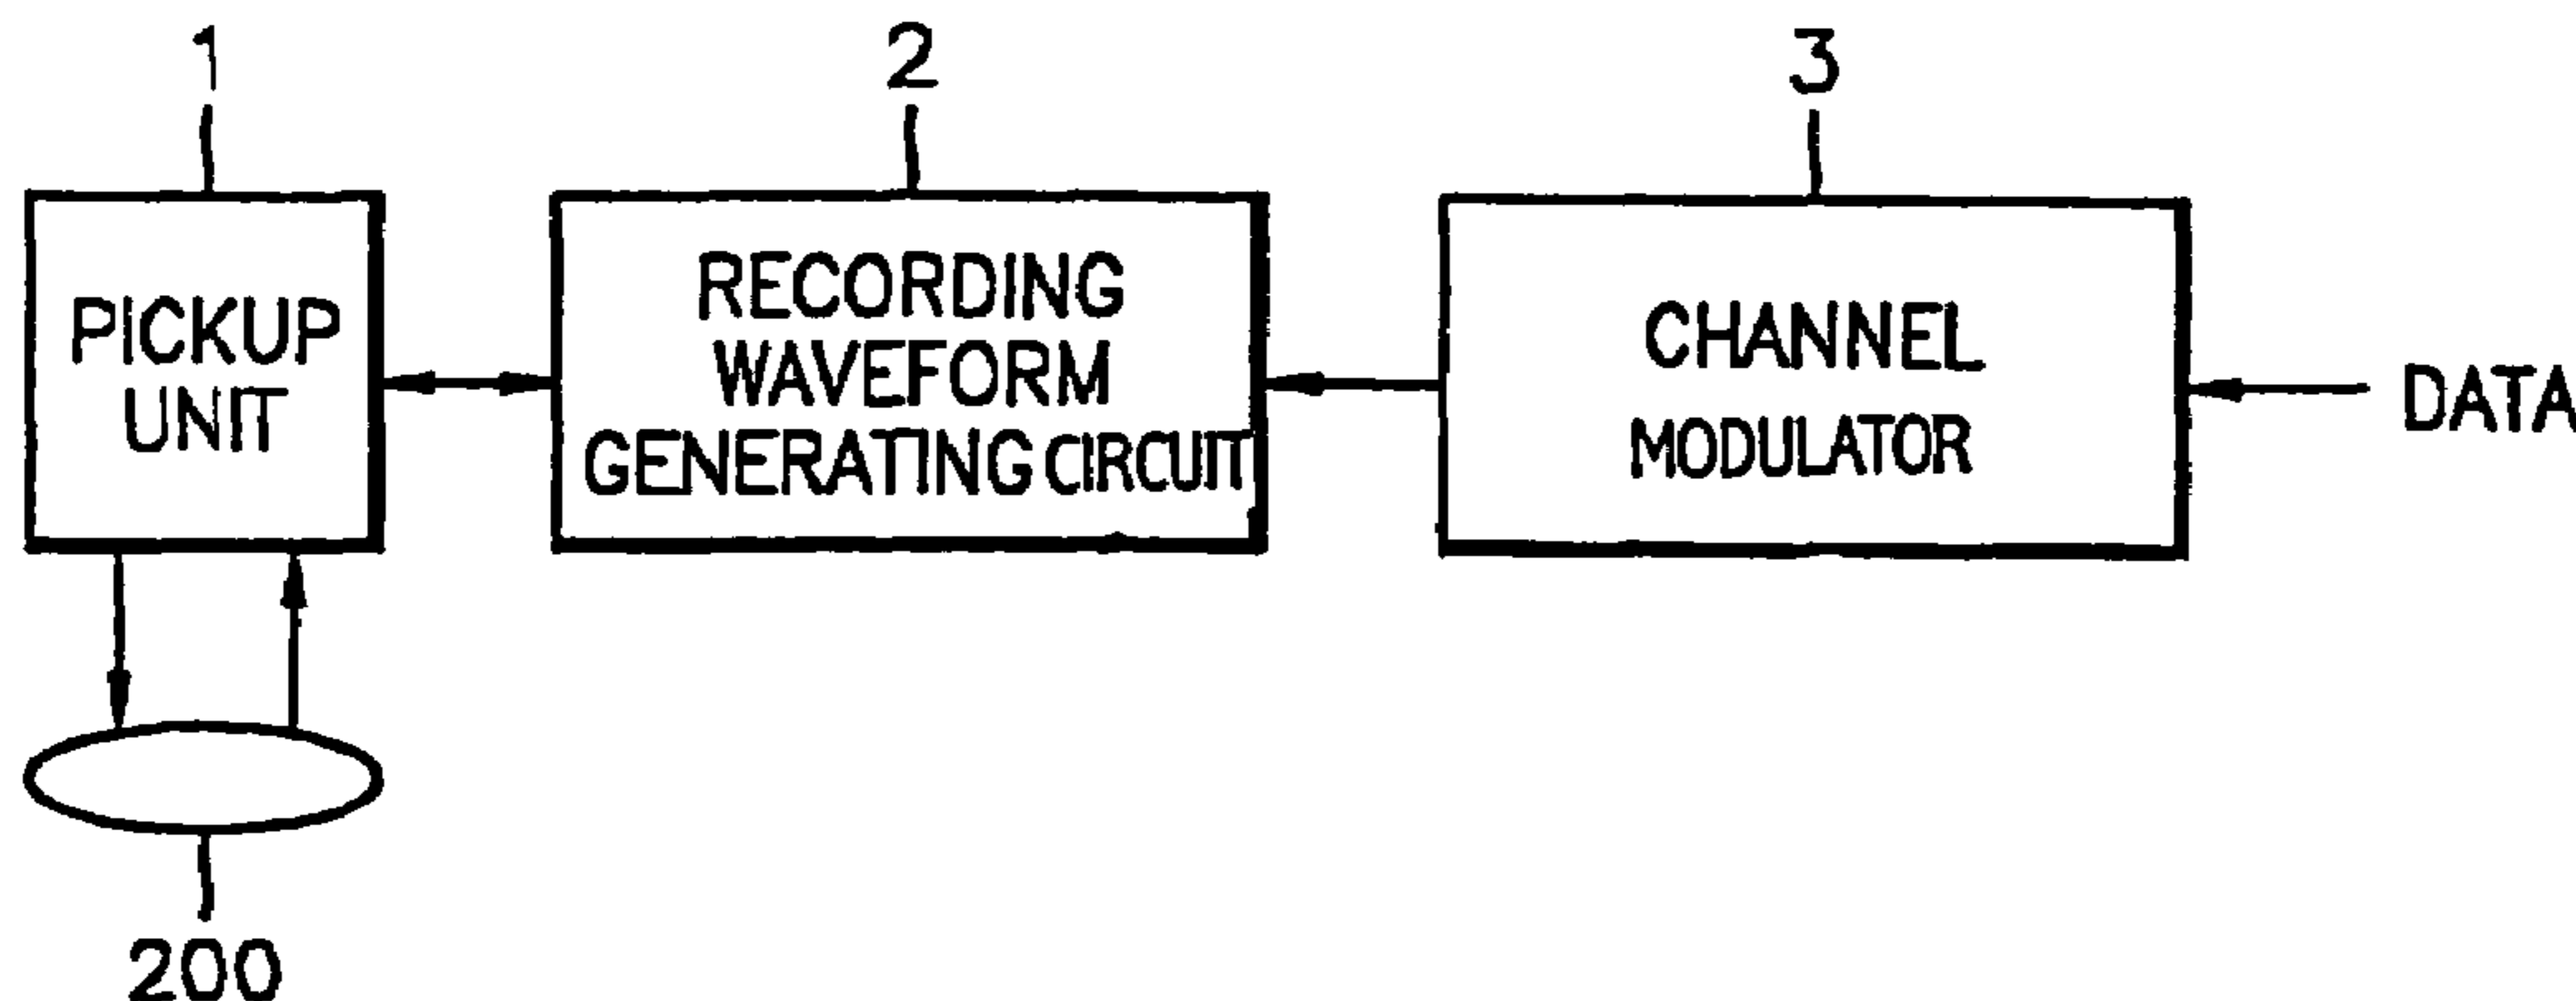 1
2
3
PICKUP
UNIT
RECORDING
WAVEFORM
GENERATING CIRCUIT
CHANNEL
MODULATOR
DATA
200